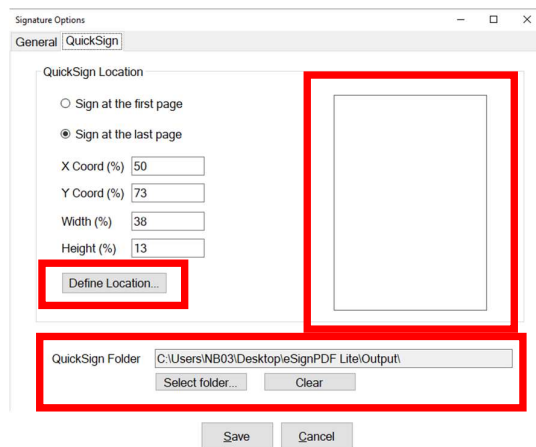 Signature Options
General QuickSign
QuickSign Location
Sign at the first page
Sign at the last page
X Coord (%) 50
Y Coord (%) 73
Width (%) 38
Height (%) 13
Define Location...
QuickSign Folder C:\Users\NB03\Desktop\eSignPDF Lite\Output\
Select folder... Clear
Save Cancel